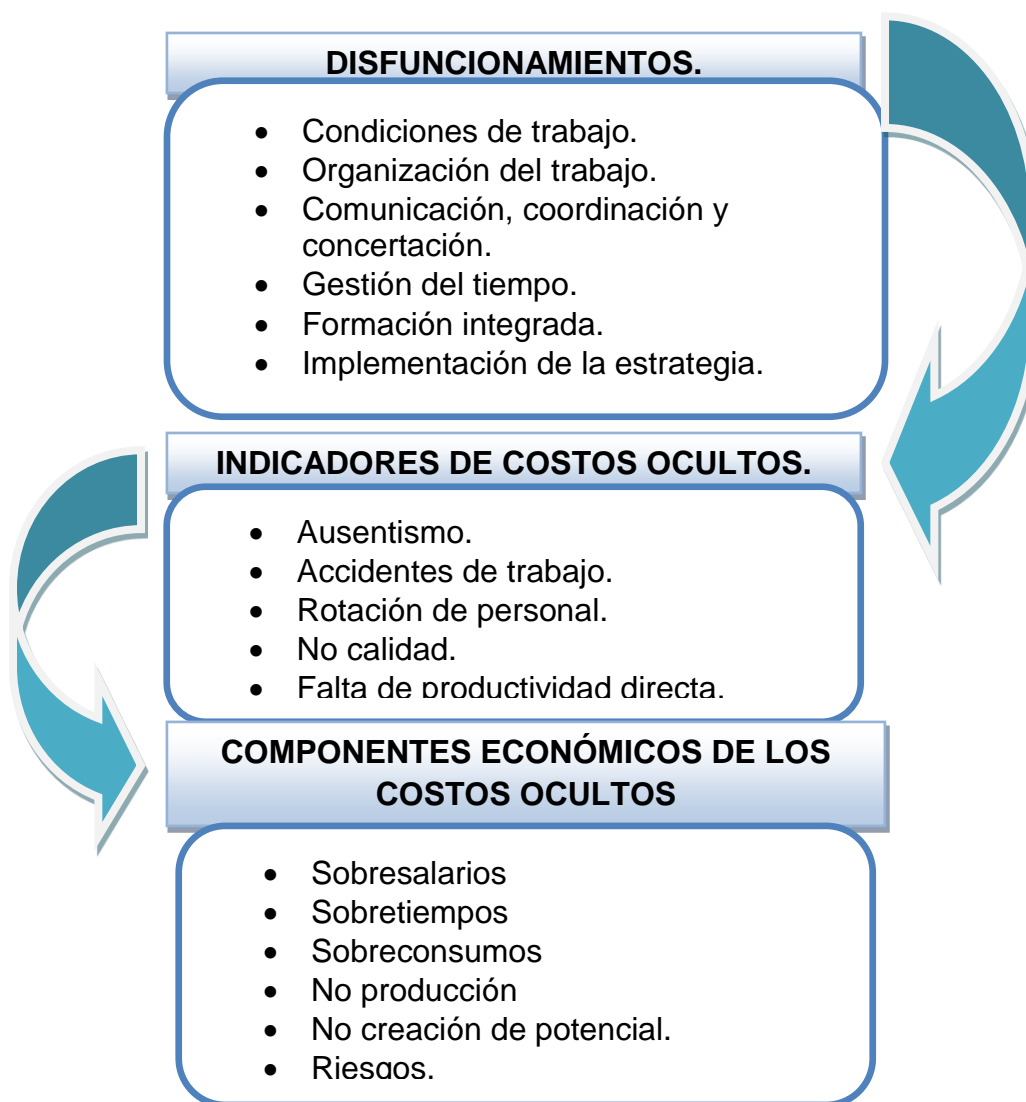 DISFUNCIONAMIENTOS.
• Condiciones de trabajo.
• Organización del trabajo.
• Comunicación, coordinación y
concertación.
• Gestión del tiempo.
• Formación integrada.
• Implementación de la estrategia.
INDICADORES DE COSTOS OCULTOS.
• Ausentismo.
• Accidentes de trabajo.
• Rotación de personal.
• No calidad.
• Falta de productividad directa.
COMPONENTES ECONÓMICOS DE LOS
COSTOS OCULTOS
• Sobresalarios
• Sobretiempos
• Sobreconsumos
• No producción
• No creación de potencial.
• Riesgos.